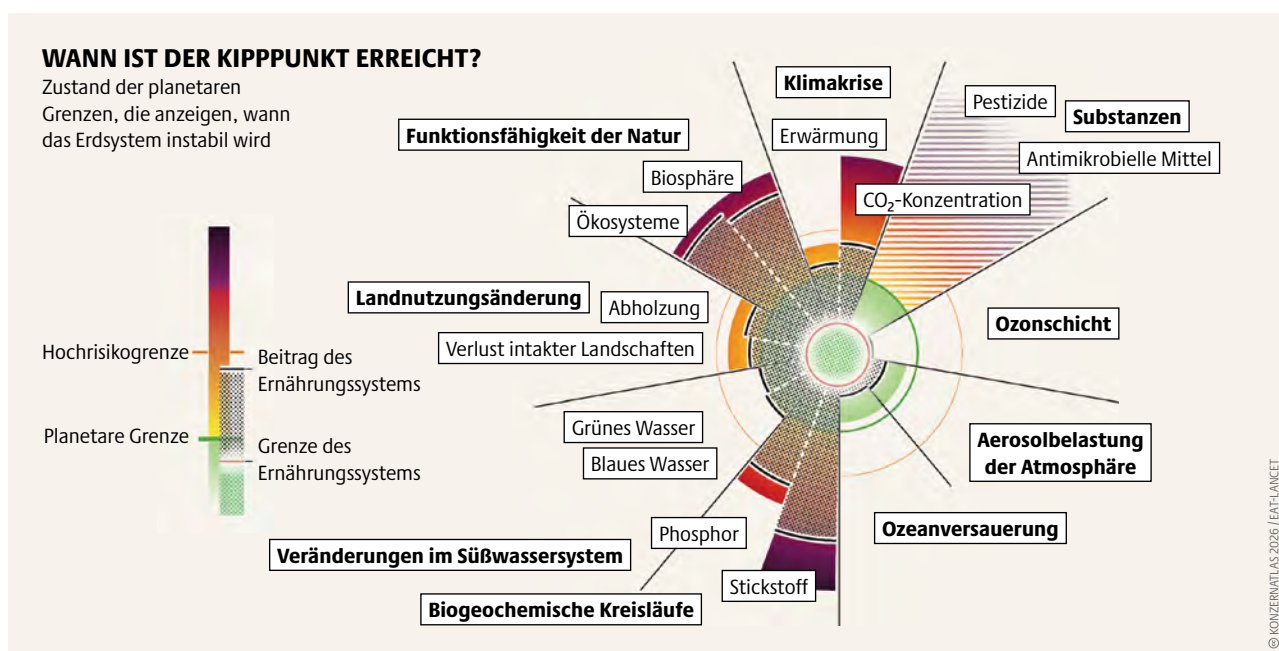 WANN IST DER KIPPPUNKT ERREICHT?
Zustand der planetaren
Grenzen, die anzeigen, wann
das Erdsystem instabil wird
Klimakrise
Erwärmung
CO₂-Konzentration
Pestizide
Substanzen
Antimikrobielle Mittel
Funktionsfähigkeit der Natur
Biosphäre
Ökosysteme
Landnutzungsänderung
Abholzung
Verlust intakter Landschaften
Ozonschicht
Hochrisikogrenze
Beitrag des
Ernährungssystems
Planetare Grenze
Grenze des
Ernährungssystems
Grünes Wasser
Blaues Wasser
Aerosolbelastung
der Atmosphäre
Phosphor
Ozeanversauerung
Veränderungen im Süßwassersystem
Stickstoff
Biogeochemische Kreisläufe
© KONZERNATLAS 2026 / EAT-LANCET